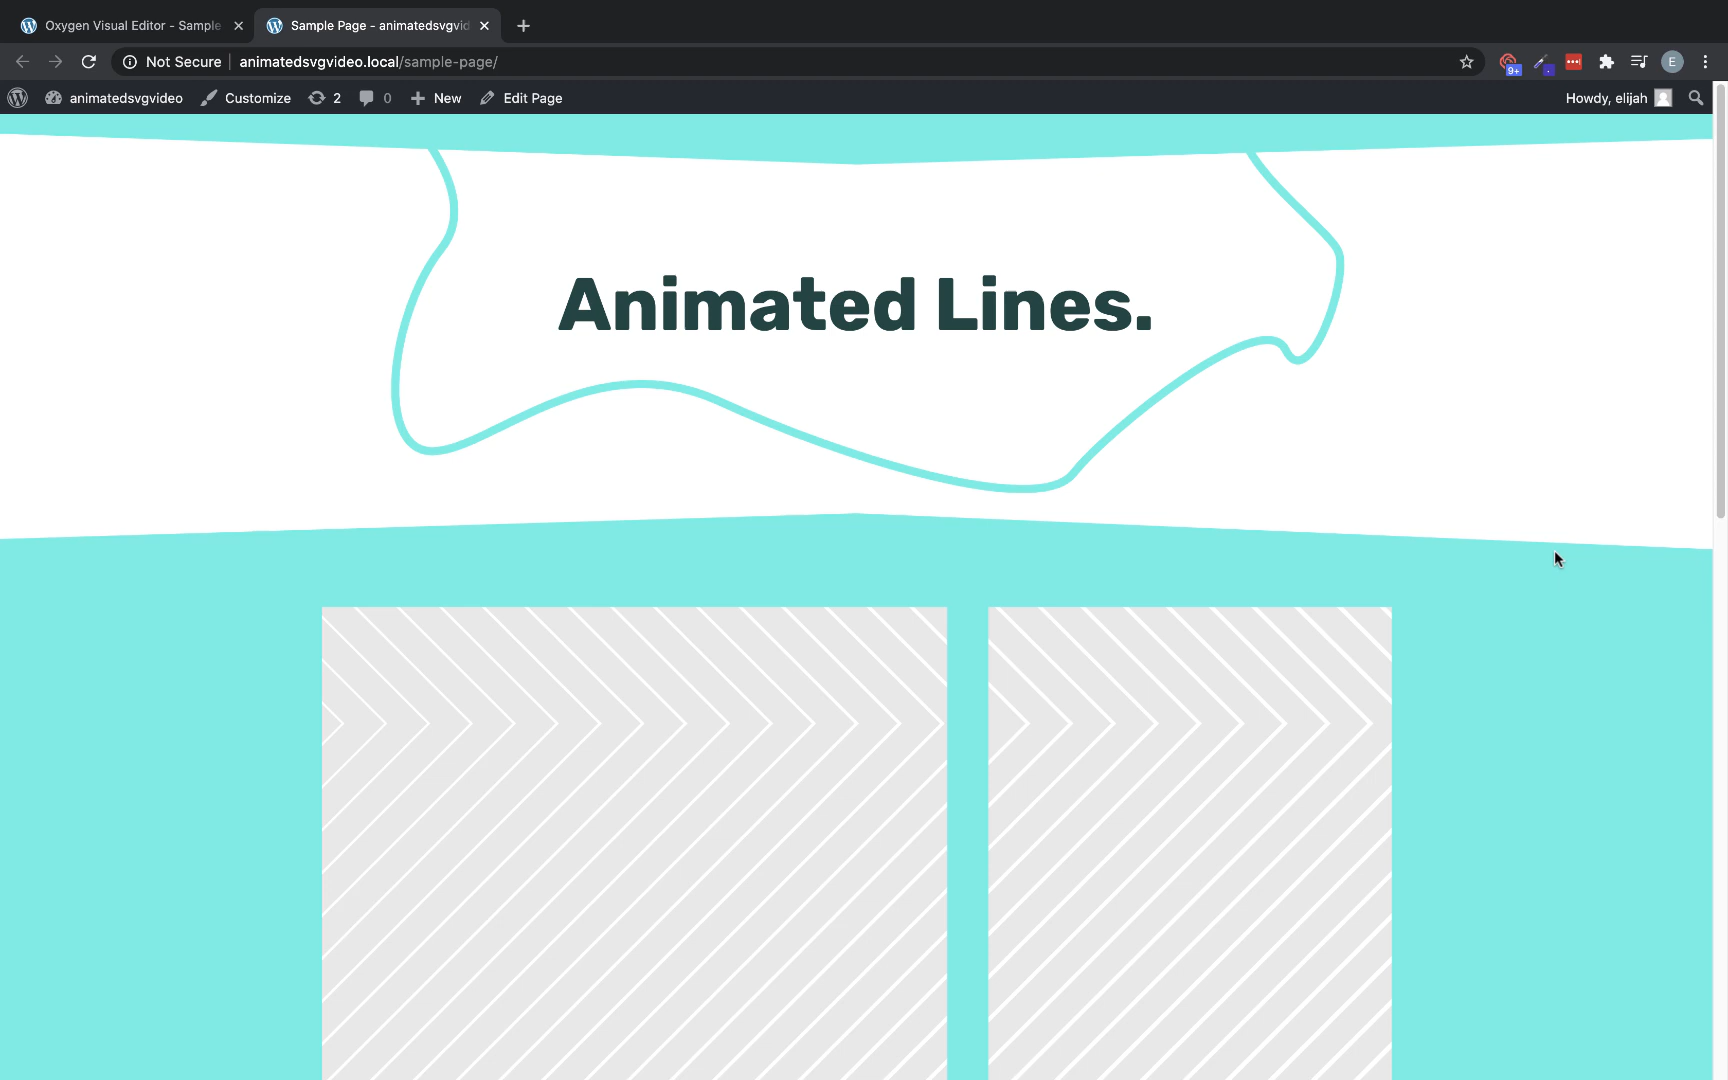 Oxygen Visual Editor - Sample
Sample Page - animatedsvgvid
Not Secure
animatedsvgvideo.local/sample-page/
9+
E
animatedsvgvideo
Customize
2
0
New
Edit Page
Howdy, elijah
Animated Lines.